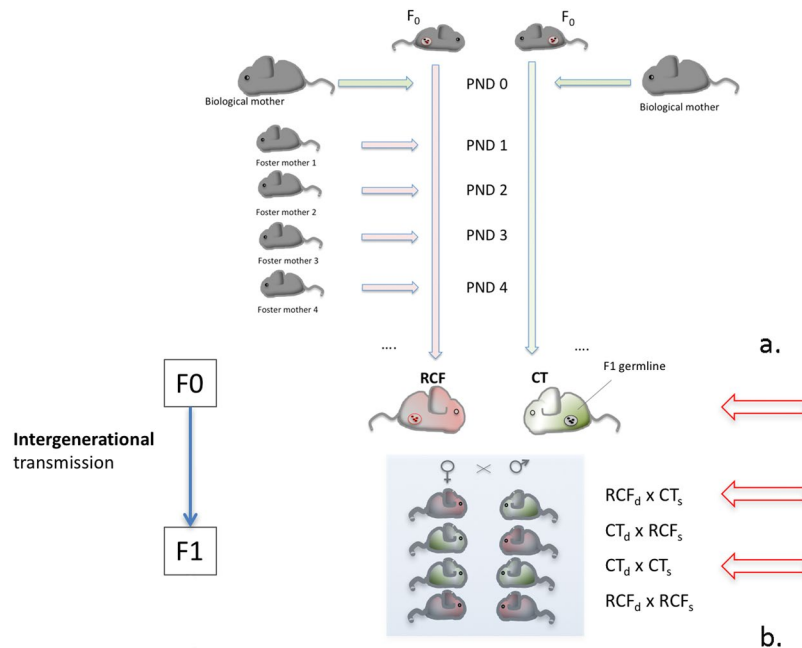 F0 F0
PND 0
Biological mother
Biological mother
PND 1
Foster mother 1
PND 2
Foster mother 2
PND 3
Foster mother 3
PND 4
Foster mother 4
.... ....
a.
RCF CT
F1 germline
F0
Intergenerational
transmission
F1
♀ × ♂
RCFd x CTs
CTd x RCFs
CTd x CTs
RCFd x RCFs
b.